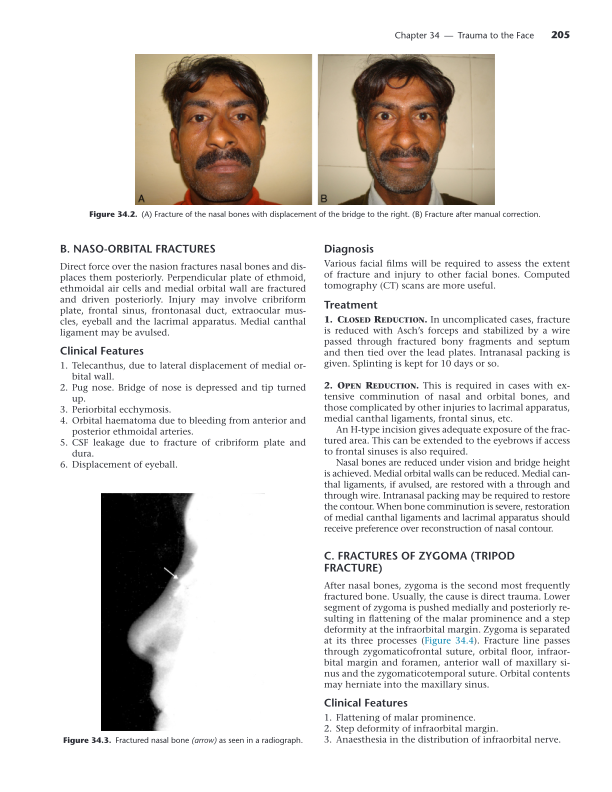 Chapter 34 — Trauma to the Face 205
A
B
Figure 34.2. (A) Fracture of the nasal bones with displacement of the bridge to the right. (B) Fracture after manual correction.
B. NASO-ORBITAL FRACTURES
Direct force over the nasion fractures nasal bones and dis-
places them posteriorly. Perpendicular plate of ethmoid,
ethmoidal air cells and medial orbital wall are fractured
and driven posteriorly. Injury may involve cribriform
plate, frontal sinus, frontonasal duct, extraocular mus-
cles, eyeball and the lacrimal apparatus. Medial canthal
ligament may be avulsed.
Clinical Features
1. Telecanthus, due to lateral displacement of medial or-
bital wall.
2. Pug nose. Bridge of nose is depressed and tip turned
up.
3. Periorbital ecchymosis.
4. Orbital haematoma due to bleeding from anterior and
posterior ethmoidal arteries.
5. CSF leakage due to fracture of cribriform plate and
dura.
6. Displacement of eyeball.
Figure 34.3. Fractured nasal bone (arrow) as seen in a radiograph.
Diagnosis
Various facial films will be required to assess the extent
of fracture and injury to other facial bones. Computed
tomography (CT) scans are more useful.
Treatment
1. CLOSED REDUCTION. In uncomplicated cases, fracture
is reduced with Asch's forceps and stabilized by a wire
passed through fractured bony fragments and septum
and then tied over the lead plates. Intranasal packing is
given. Splinting is kept for 10 days or so.
2. OPEN REDUCTION. This is required in cases with ex-
tensive comminution of nasal and orbital bones, and
those complicated by other injuries to lacrimal apparatus,
medial canthal ligaments, frontal sinus, etc.
An H-type incision gives adequate exposure of the frac-
tured area. This can be extended to the eyebrows if access
to frontal sinuses is also required.
Nasal bones are reduced under vision and bridge height
is achieved. Medial orbital walls can be reduced. Medial can-
thal ligaments, if avulsed, are restored with a through and
through wire. Intranasal packing may be required to restore
the contour. When bone comminution is severe, restoration
of medial canthal ligaments and lacrimal apparatus should
receive preference over reconstruction of nasal contour.
C. FRACTURES OF ZYGOMA (TRIPOD
FRACTURE)
After nasal bones, zygoma is the second most frequently
fractured bone. Usually, the cause is direct trauma. Lower
segment of zygoma is pushed medially and posteriorly re-
sulting in flattening of the malar prominence and a step
deformity at the infraorbital margin. Zygoma is separated
at its three processes (Figure 34.4). Fracture line passes
through zygomaticofrontal suture, orbital floor, infraor-
bital margin and foramen, anterior wall of maxillary si-
nus and the zygomaticotemporal suture. Orbital contents
may herniate into the maxillary sinus.
Clinical Features
1. Flattening of malar prominence.
2. Step deformity of infraorbital margin.
3. Anaesthesia in the distribution of infraorbital nerve.